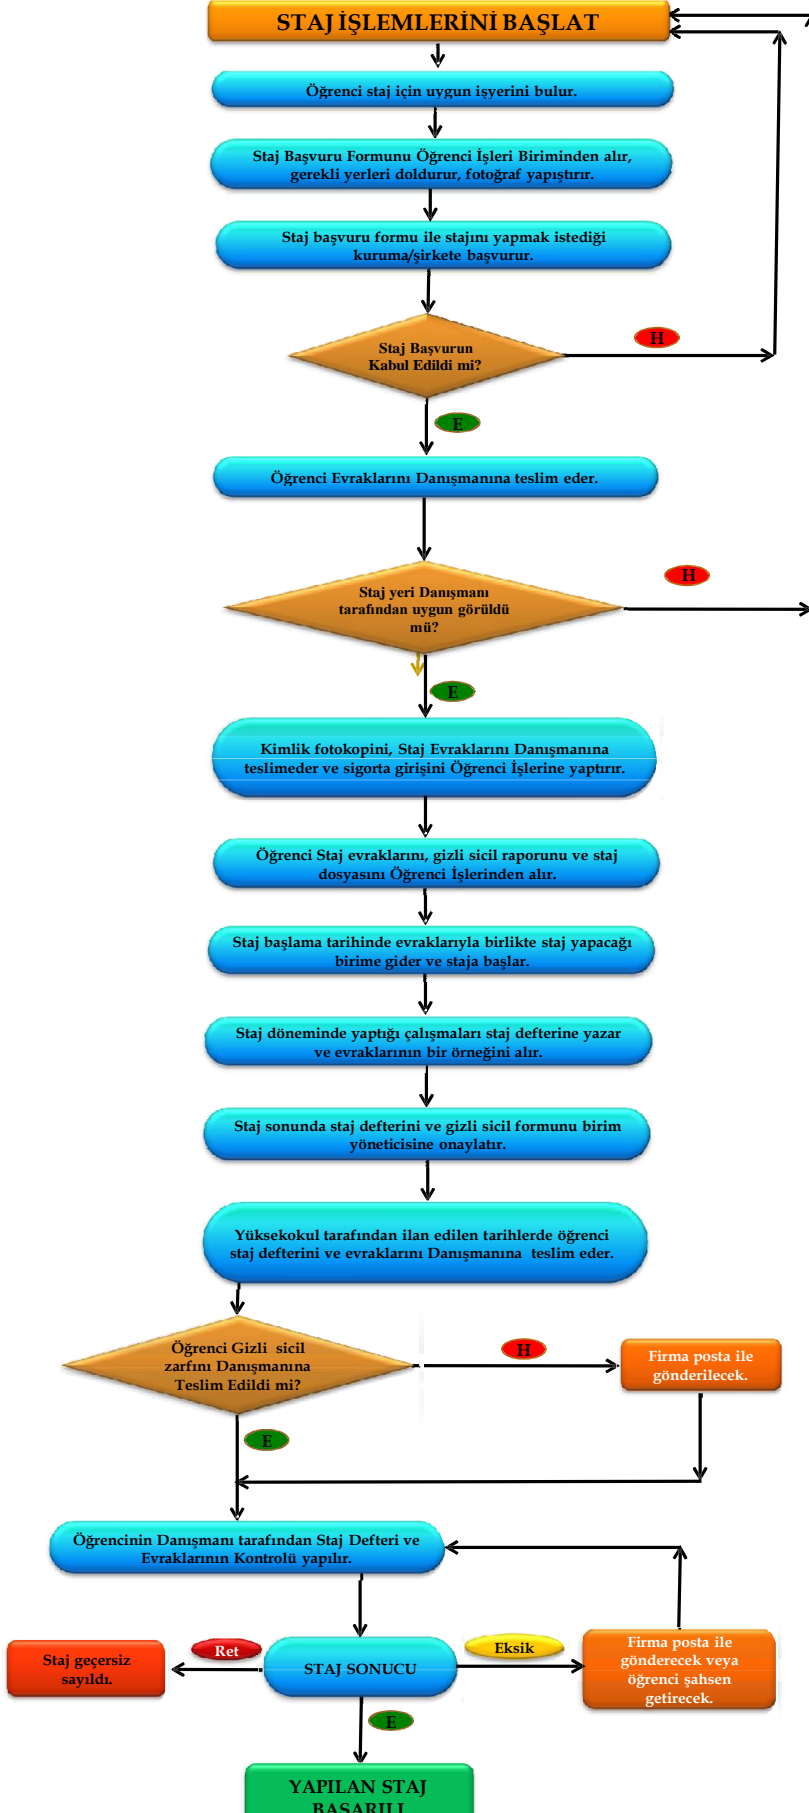 STAJ İŞLEMLERİNİ BAŞLAT
Öğrenci staj için uygun işyerini bulur.
Staj Başvuru Formunu Öğrenci İşleri Biriminden alır,
gerekli yerleri doldurur, fotoğraf yapıştırır.
Staj başvuru formu ile stajını yapmak istediği
kuruma/şirkete başvurur.
Staj Başvurun
Kabul Edildi mi?
H
E
Öğrenci Evraklarını Danışmanına teslim eder.
Staj yeri Danışmanı
tarafından uygun görüldü
mü?
H
E
Kimlik fotokopini, Staj Evraklarını Danışmanına
teslimeder ve sigorta girişini Öğrenci İşlerine yaptırır.
Öğrenci Staj evraklarını, gizli sicil raporunu ve staj
dosyasını Öğrenci İşlerinden alır.
Staj başlama tarihinde evraklarıyla birlikte staj yapacağı
birime gider ve staja başlar.
Staj döneminde yaptığı çalışmaları staj defterine yazar
ve evraklarının bir örneğini alır.
Staj sonunda staj defterini ve gizli sicil formunu birim
yöneticisine onaylatır.
Yüksekokul tarafından ilan edilen tarihlerde öğrenci
staj defterini ve evraklarını Danışmanına teslim eder.
Öğrenci Gizli sicil
zarfını Danışmanına
Teslim Edildi mi?
H
Firma posta ile
gönderilecek.
E
Öğrencinin Danışmanı tarafından Staj Defteri ve
Evraklarının Kontrolü yapılır.
Staj geçersiz
sayıldı.
Ret
STAJ SONUCU
Eksik
Firma posta ile
gönderecek veya
öğrenci şahsen
getirecek.
E
YAPILAN STAJ
BAŞARILI